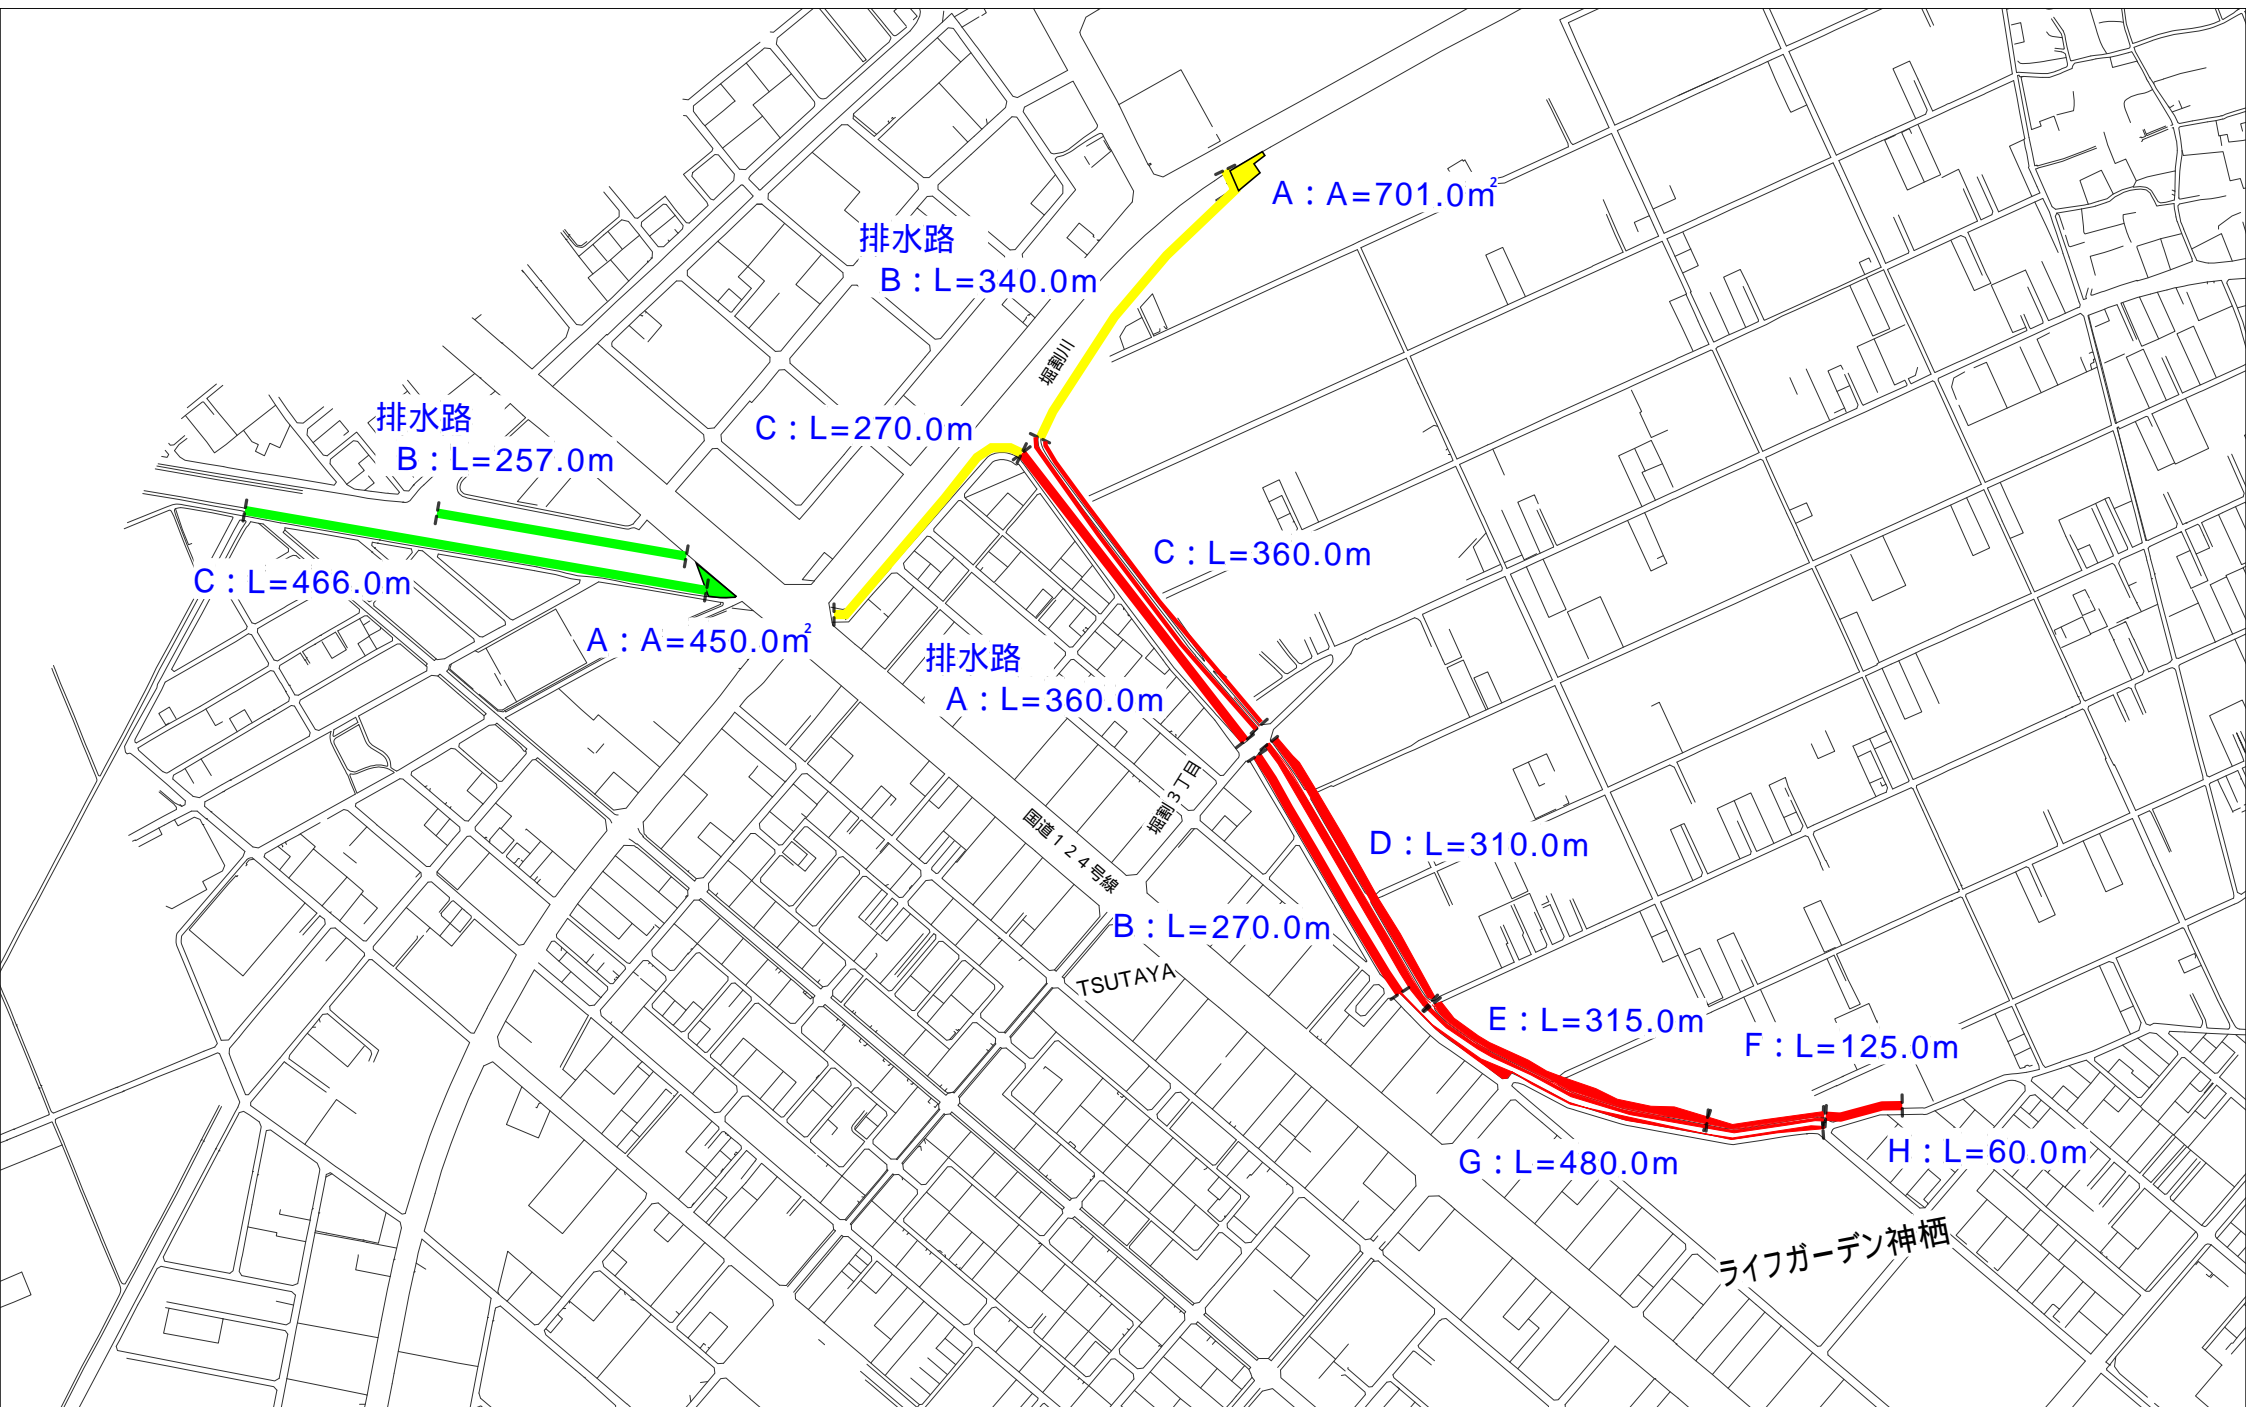 A：A=701.0m²
排水路
B：L=340.0m
堀割川
排水路
B：L=257.0m
C：L=270.0m
C：L=360.0m
C：L=466.0m
A：A=450.0m²
排水路
A：L=360.0m
堀割３丁目
国道１２４号線
D：L=310.0m
B：L=270.0m
TSUTAYA
E：L=315.0m
F：L=125.0m
G：L=480.0m
H：L=60.0m
ライフガーデン神栖